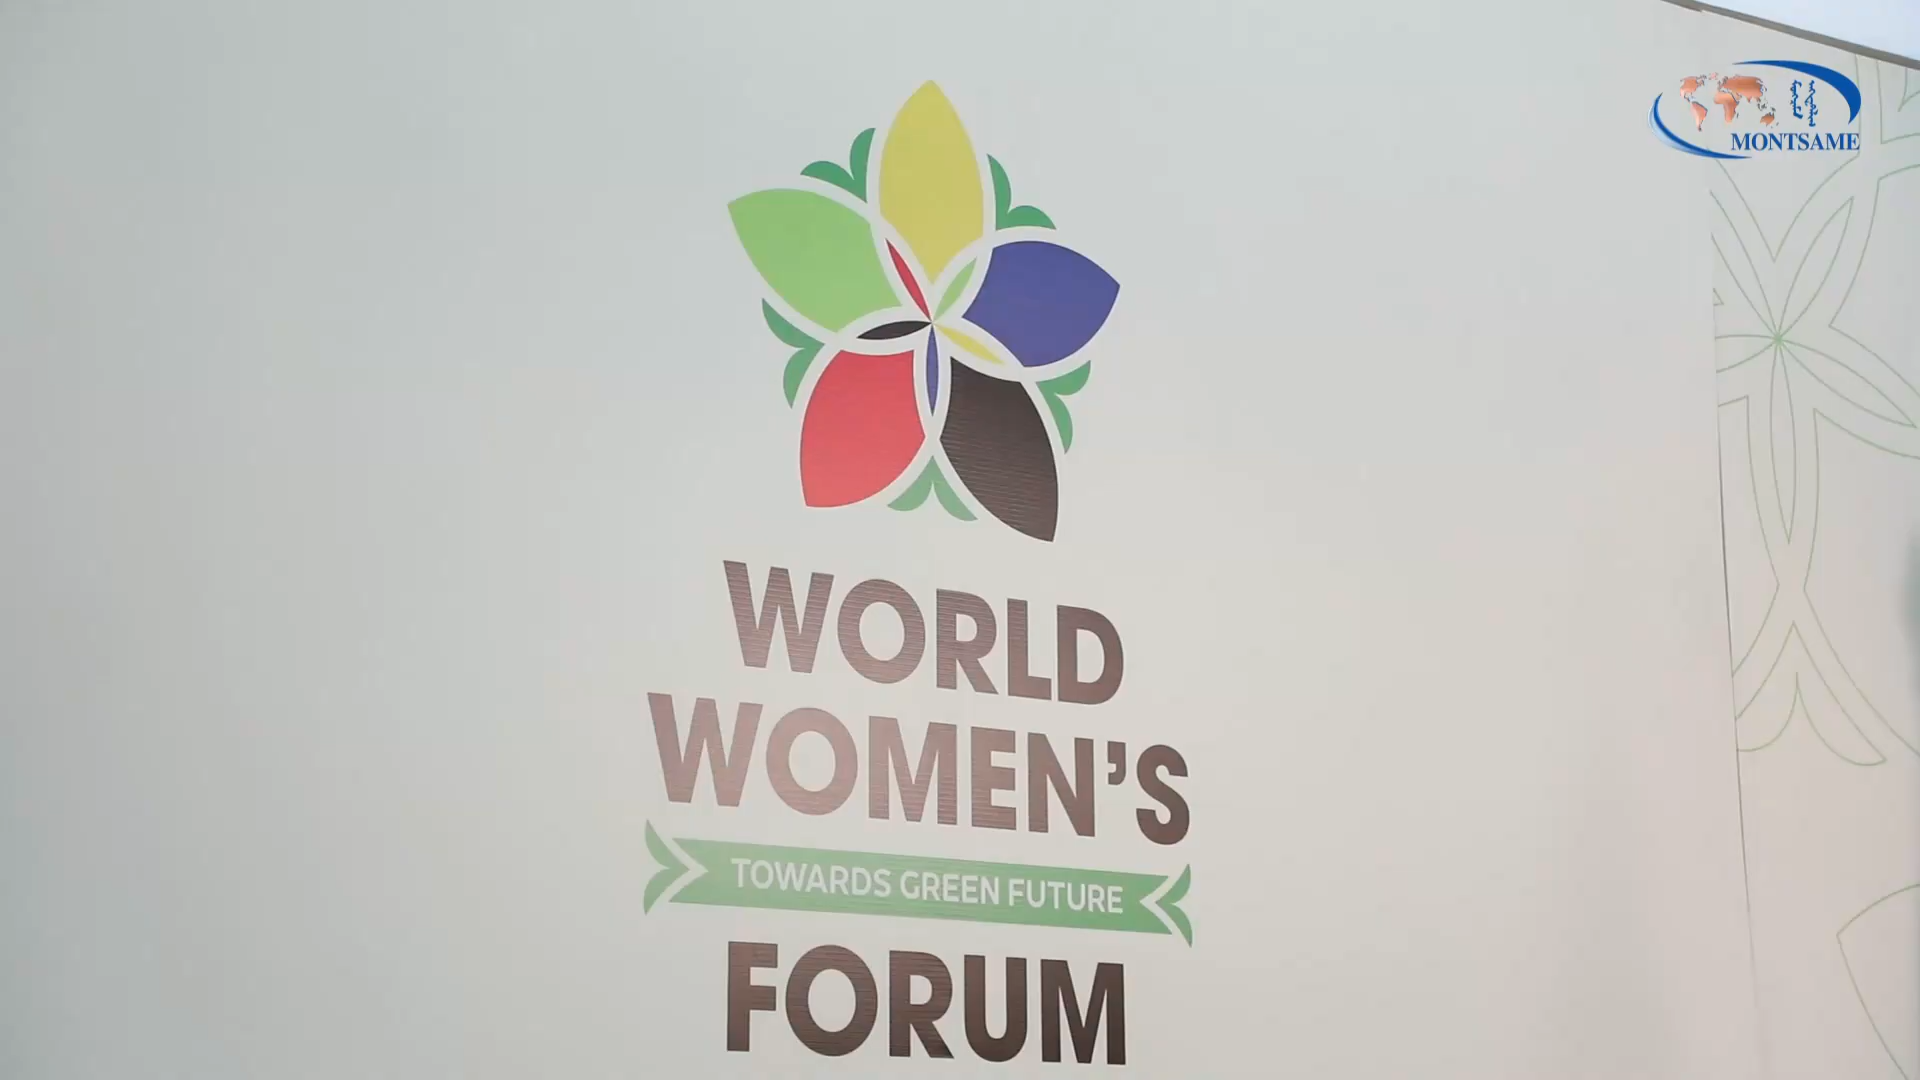 MONTSAME
WORLD
WOMEN'S
TOWARDS GREEN FUTURE
FORUM